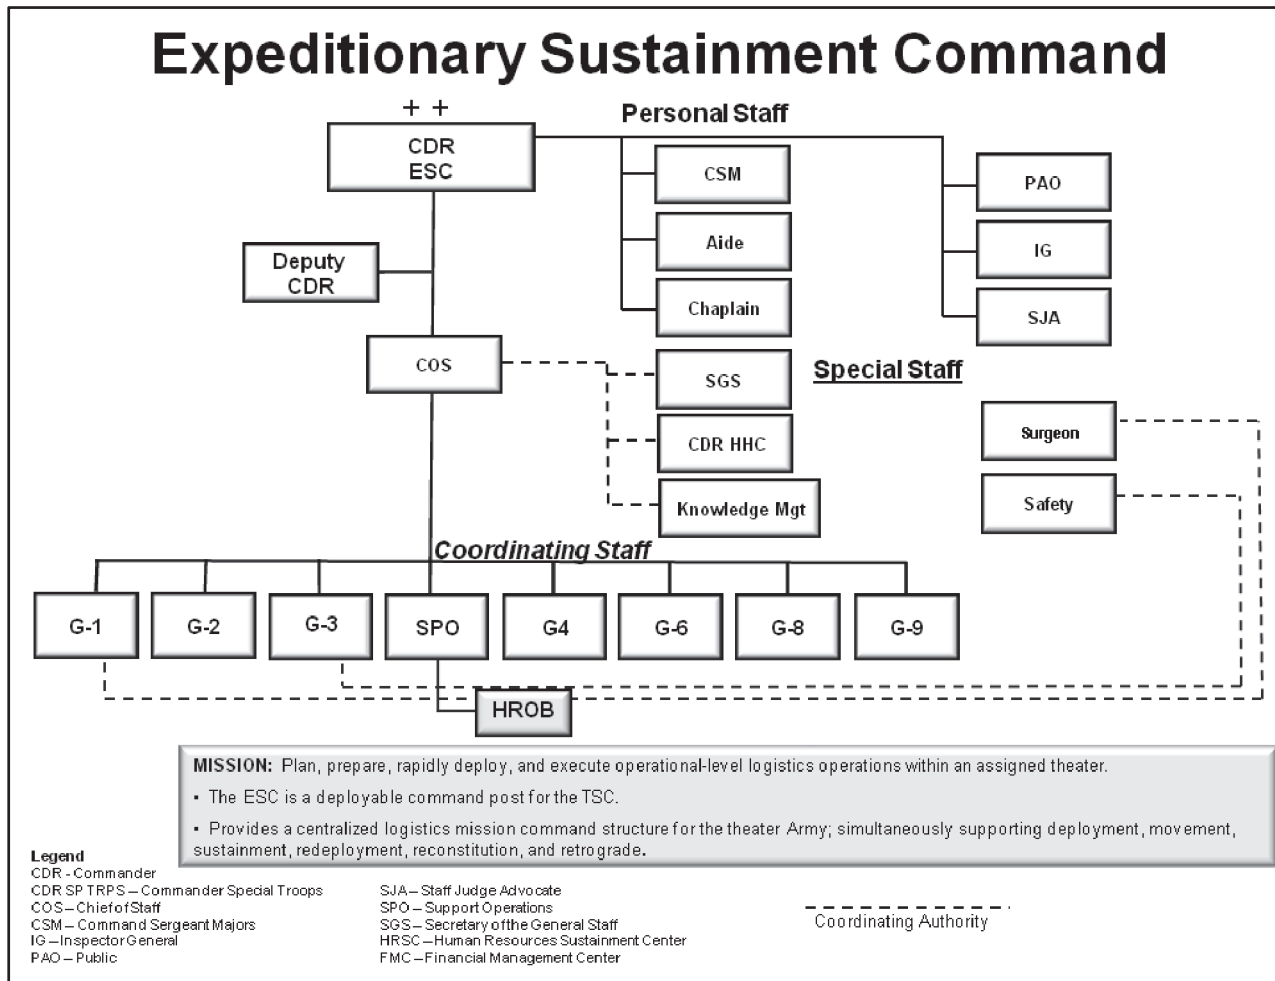 Expeditionary Sustainment Command
+ +
CDR
ESC
Personal Staff
CSM
PAO
Aide
IG
Deputy
CDR
Chaplain
SJA
COS
SGS
Special Staff
CDR HHC
Surgeon
Knowledge Mgt
Safety
Coordinating Staff
G-1
G-2
G-3
SPO
G4
G-6
G-8
G-9
HROB
MISSION: Plan, prepare, rapidly deploy, and execute operational-level logistics operations within an assigned theater.
• The ESC is a deployable command post for the TSC.
• Provides a centralized logistics mission command structure for the theater Army; simultaneously supporting deployment, movement,
sustainment, redeployment, reconstitution, and retrograde.
Legend
CDR - Commander
CDR SP TRPS – Commander Special Troops
COS – Chief of Staff
CSM – Command Sergeant Majors
IG – Inspector General
PAO – Public
SJA – Staff Judge Advocate
SPO – Support Operations
SGS – Secretary of the General Staff
HRSC – Human Resources Sustainment Center
FMC – Financial Management Center
Coordinating Authority